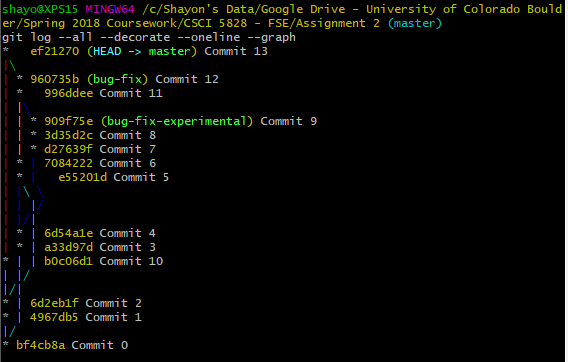 shayo@XPS15 MINGW64 /c/Shayon's Data/Google Drive - University of Colorado Bould
er/Spring 2018 Coursework/CSCI 5828 - FSE/Assignment 2 (master)
git log --all --decorate --oneline --graph
*   ef21270 (HEAD -> master) Commit 13
|\
| * 960735b (bug-fix) Commit 12
| *   996ddee Commit 11
| |\
| | * 909f75e (bug-fix-experimental) Commit 9
| | * 3d35d2c Commit 8
| | * d27639f Commit 7
| * | 7084222 Commit 6
| * |   e55201d Commit 5
| |\ \
| | |/
| |/|
| * | 6d54a1e Commit 4
| * | a33d97d Commit 3
* | | b0c06d1 Commit 10
| |/
|/|
* | 6d2eb1f Commit 2
* | 4967db5 Commit 1
|/
* bf4cb8a Commit 0